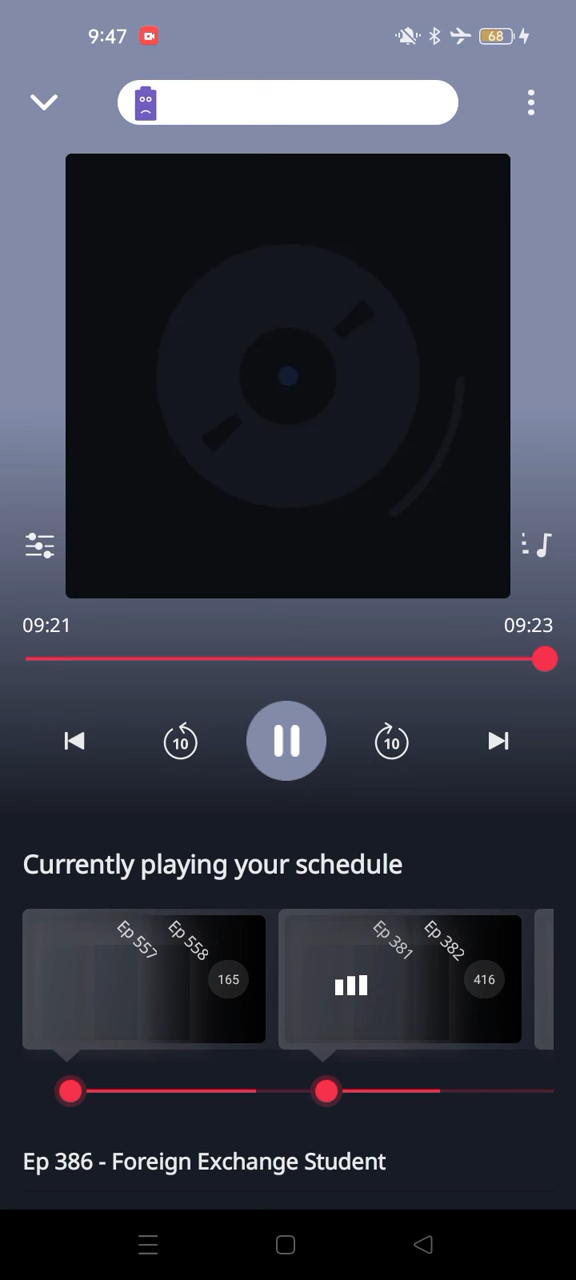 9:47
68
09:21
09:23
10
10
Currently playing your schedule
Ep 557
Ep 558
165
Ep 381
Ep 382
416
Ep 386 - Foreign Exchange Student